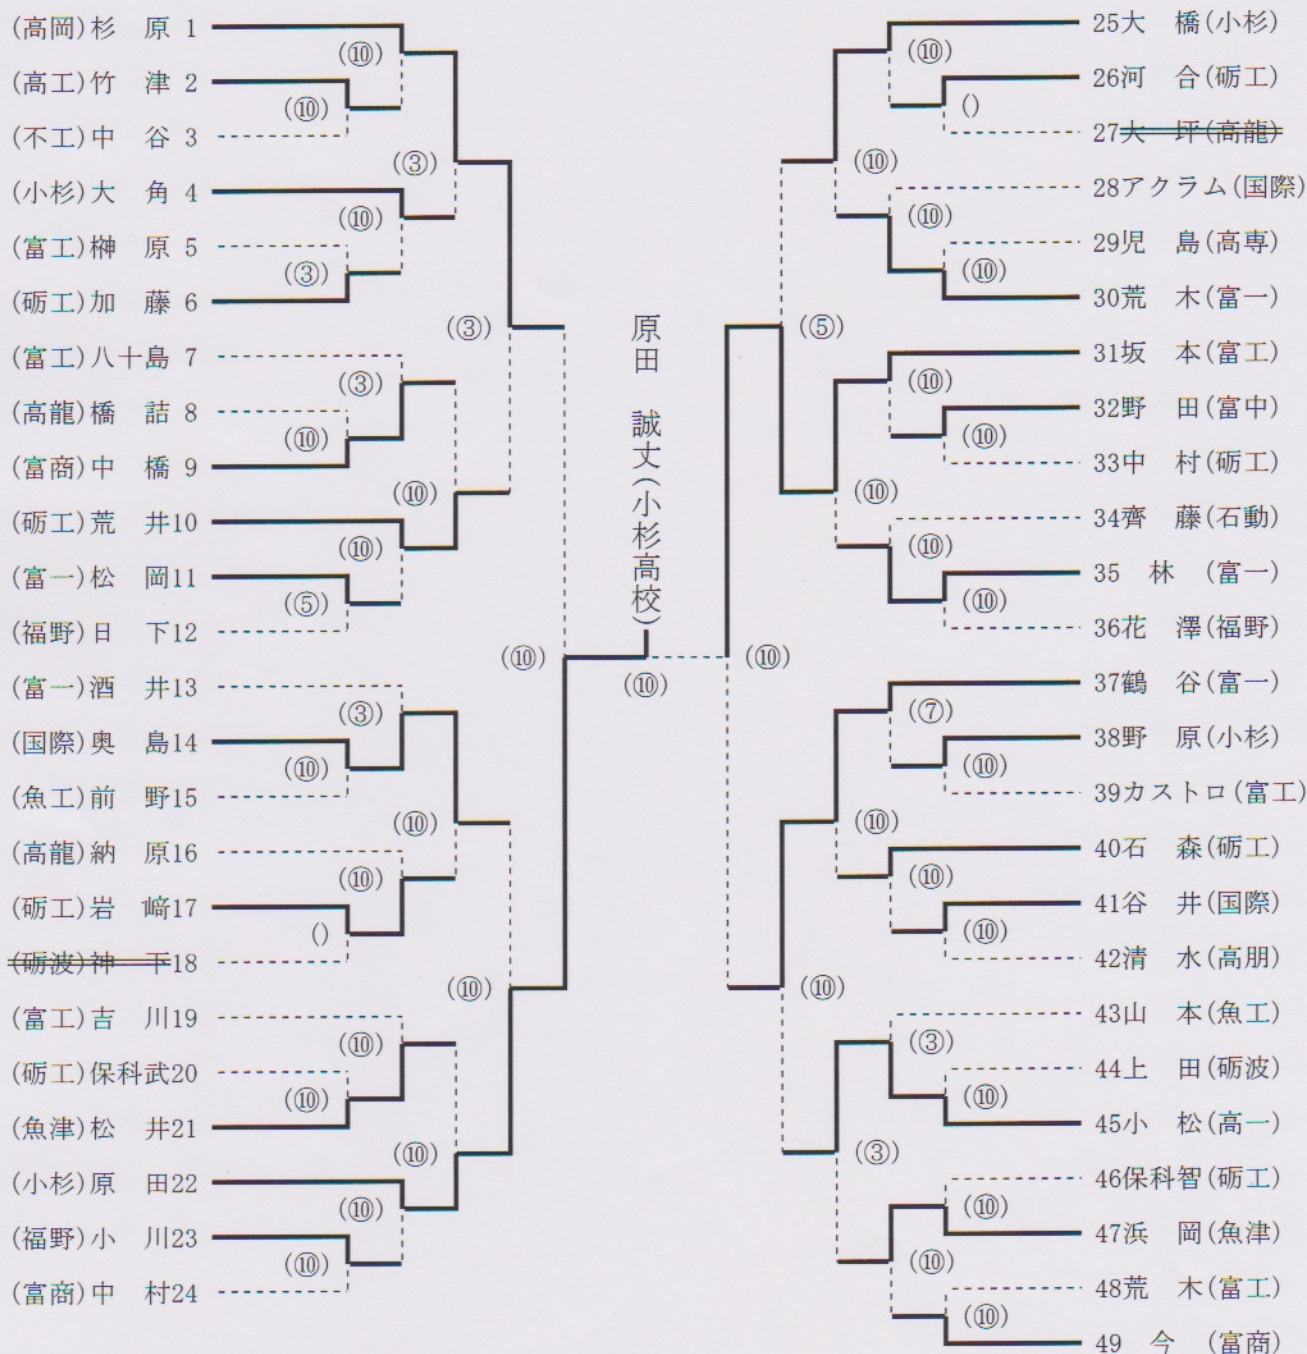 (高岡)杉　原 1
(⑩)
(高工)竹　津 2
(⑩)
(不工)中　谷 3
(③)
(小杉)大　角 4
(⑩)
(富工)榊　原 5
(③)
(砺工)加　藤 6
(③)
(富工)八十島 7
(③)
(高龍)橋　詰 8
(⑩)
(富商)中　橋 9
(⑩)
(砺工)荒　井10
(⑩)
(富一)松　岡11
(⑤)
(福野)日　下12
(⑩)
(富一)酒　井13
(③)
(国際)奥　島14
(⑩)
(魚工)前　野15
(⑩)
(高龍)納　原16
(⑩)
(砺工)岩　﨑17
()
(砺波)神　下18
(⑩)
(富工)吉　川19
(⑩)
(砺工)保科武20
(⑩)
(魚津)松　井21
(⑩)
(小杉)原　田22
(⑩)
(福野)小　川23
(⑩)
(富商)中　村24
原田　誠丈(小杉高校)
(⑩)
25大　橋(小杉)
(⑩)
26河　合(砺工)
()
27大　坪(高龍)
(⑩)
28アクラム(国際)
(⑩)
29児　島(高専)
(⑩)
30荒　木(富一)
(⑤)
31坂　本(富工)
(⑩)
32野　田(富中)
(⑩)
33中　村(砺工)
(⑩)
34齊　藤(石動)
(⑩)
35　林　(富一)
(⑩)
36花　澤(福野)
(⑩)
37鶴　谷(富一)
(⑦)
38野　原(小杉)
(⑩)
39カストロ(富工)
(⑩)
40石　森(砺工)
(⑩)
41谷　井(国際)
(⑩)
42清　水(高朋)
(⑩)
43山　本(魚工)
(③)
44上　田(砺波)
(⑩)
45小　松(高一)
(③)
46保科智(砺工)
(⑩)
47浜　岡(魚津)
(⑩)
48荒　木(富工)
(⑩)
49　今　(富商)